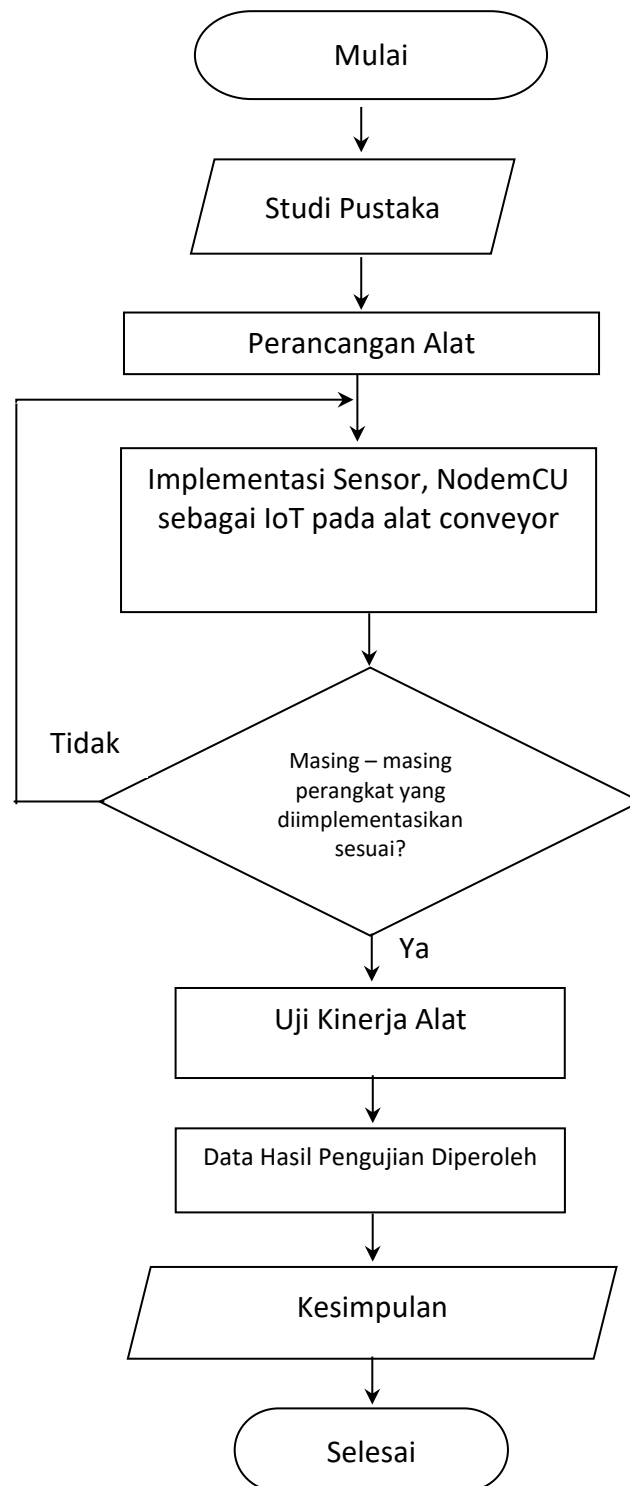 Mulai
Studi Pustaka
Perancangan Alat
Implementasi Sensor, NodemCU
sebagai IoT pada alat conveyor
Tidak
Masing – masing
perangkat yang
diimplementasikan
sesuai?
Ya
Uji Kinerja Alat
Data Hasil Pengujian Diperoleh
Kesimpulan
Selesai